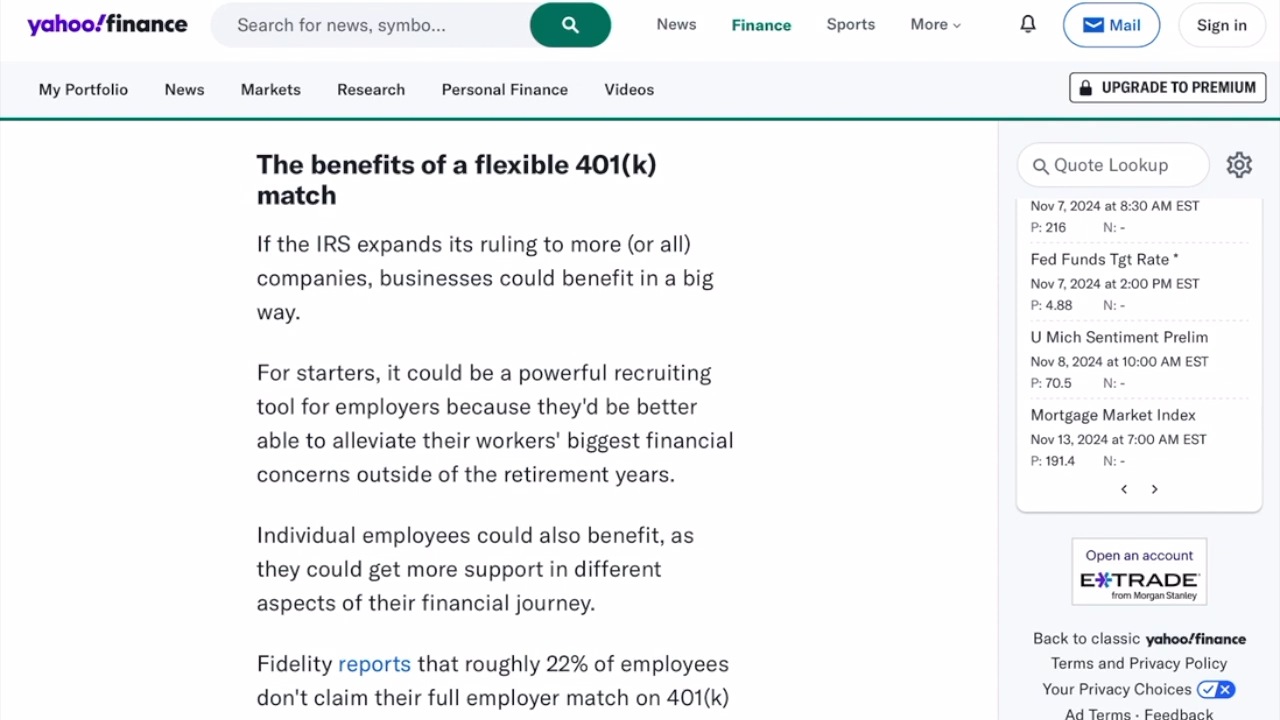 yahoo!finance
Search for news, symbo...
News
Finance
Sports
More
Mail
Sign in
My Portfolio
News
Markets
Research
Personal Finance
Videos
UPGRADE TO PREMIUM
The benefits of a flexible 401(k)
match
If the IRS expands its ruling to more (or all)
companies, businesses could benefit in a big
way.
For starters, it could be a powerful recruiting
tool for employers because they'd be better
able to alleviate their workers' biggest financial
concerns outside of the retirement years.
Individual employees could also benefit, as
they could get more support in different
aspects of their financial journey.
Fidelity reports that roughly 22% of employees
don't claim their full employer match on 401(k)
Quote Lookup
Nov 7, 2024 at 8:30 AM EST
P: 216 N: -
Fed Funds Tgt Rate *
Nov 7, 2024 at 2:00 PM EST
P: 4.88 N: -
U Mich Sentiment Prelim
Nov 8, 2024 at 10:00 AM EST
P: 70.5 N: -
Mortgage Market Index
Nov 13, 2024 at 7:00 AM EST
P: 191.4 N: -
Open an account
E*TRADE
from Morgan Stanley
Back to classic yahoo!finance
Terms and Privacy Policy
Your Privacy Choices
Ad Terms · Feedback